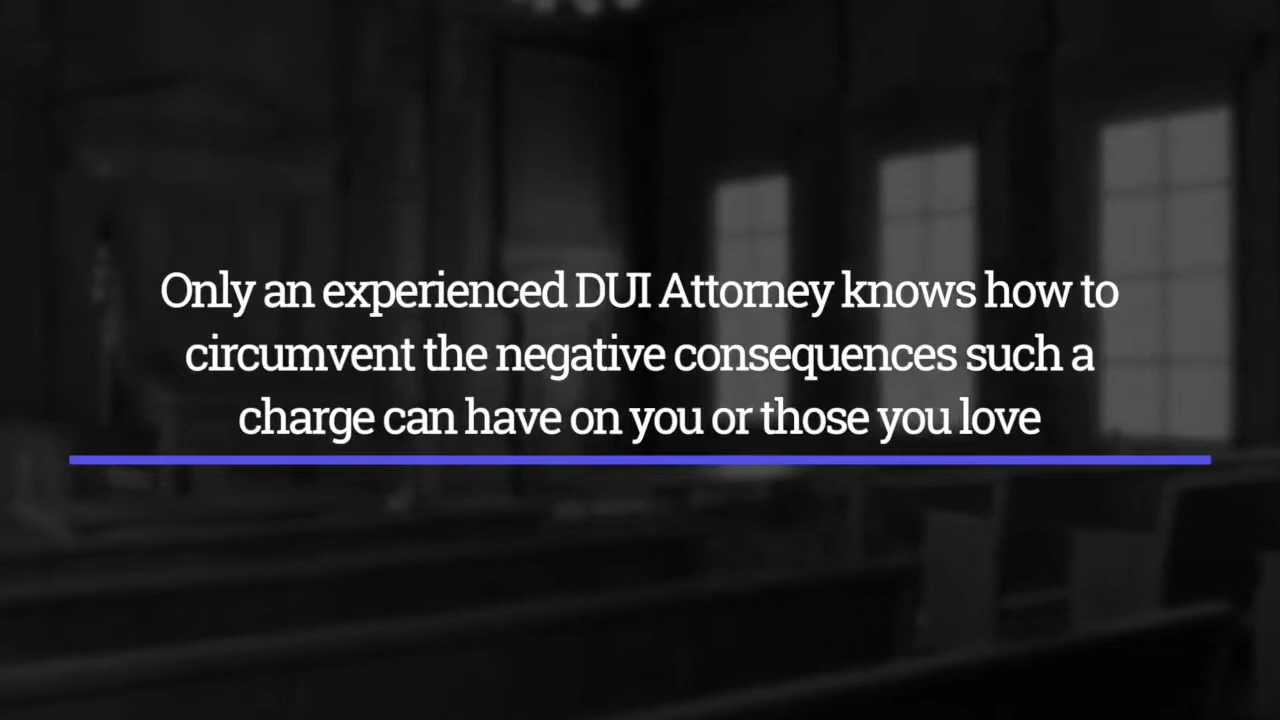 Only an experienced DUI Attorney knows how to
circumvent the negative consequences such a
charge can have on you or those you love